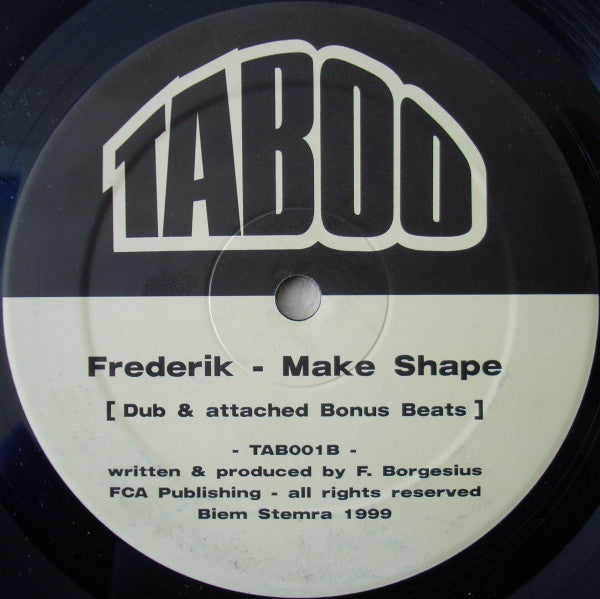 TABOO
Frederik - Make Shape
[ Dub & attached Bonus Beats ]
- TAB001B -
written & produced by F. Borgesius
FCA Publishing - all rights reserved
Biem Stemra 1999